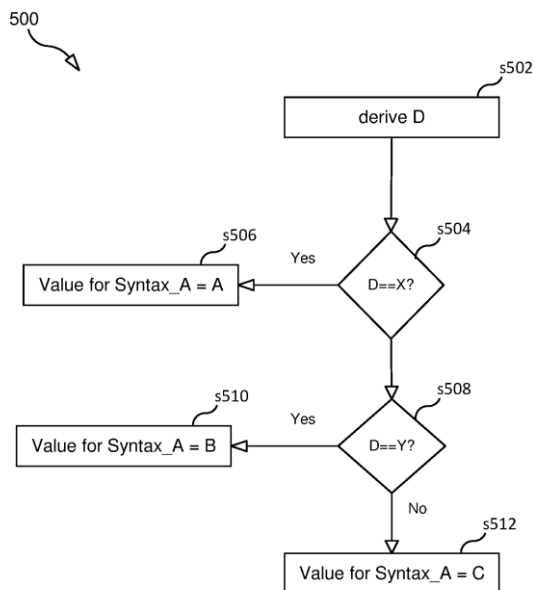 500
s502
derive D
s504
s506
Yes
Value for Syntax_A = A
D==X?
s508
s510
Yes
Value for Syntax_A = B
D==Y?
No
s512
Value for Syntax_A = C